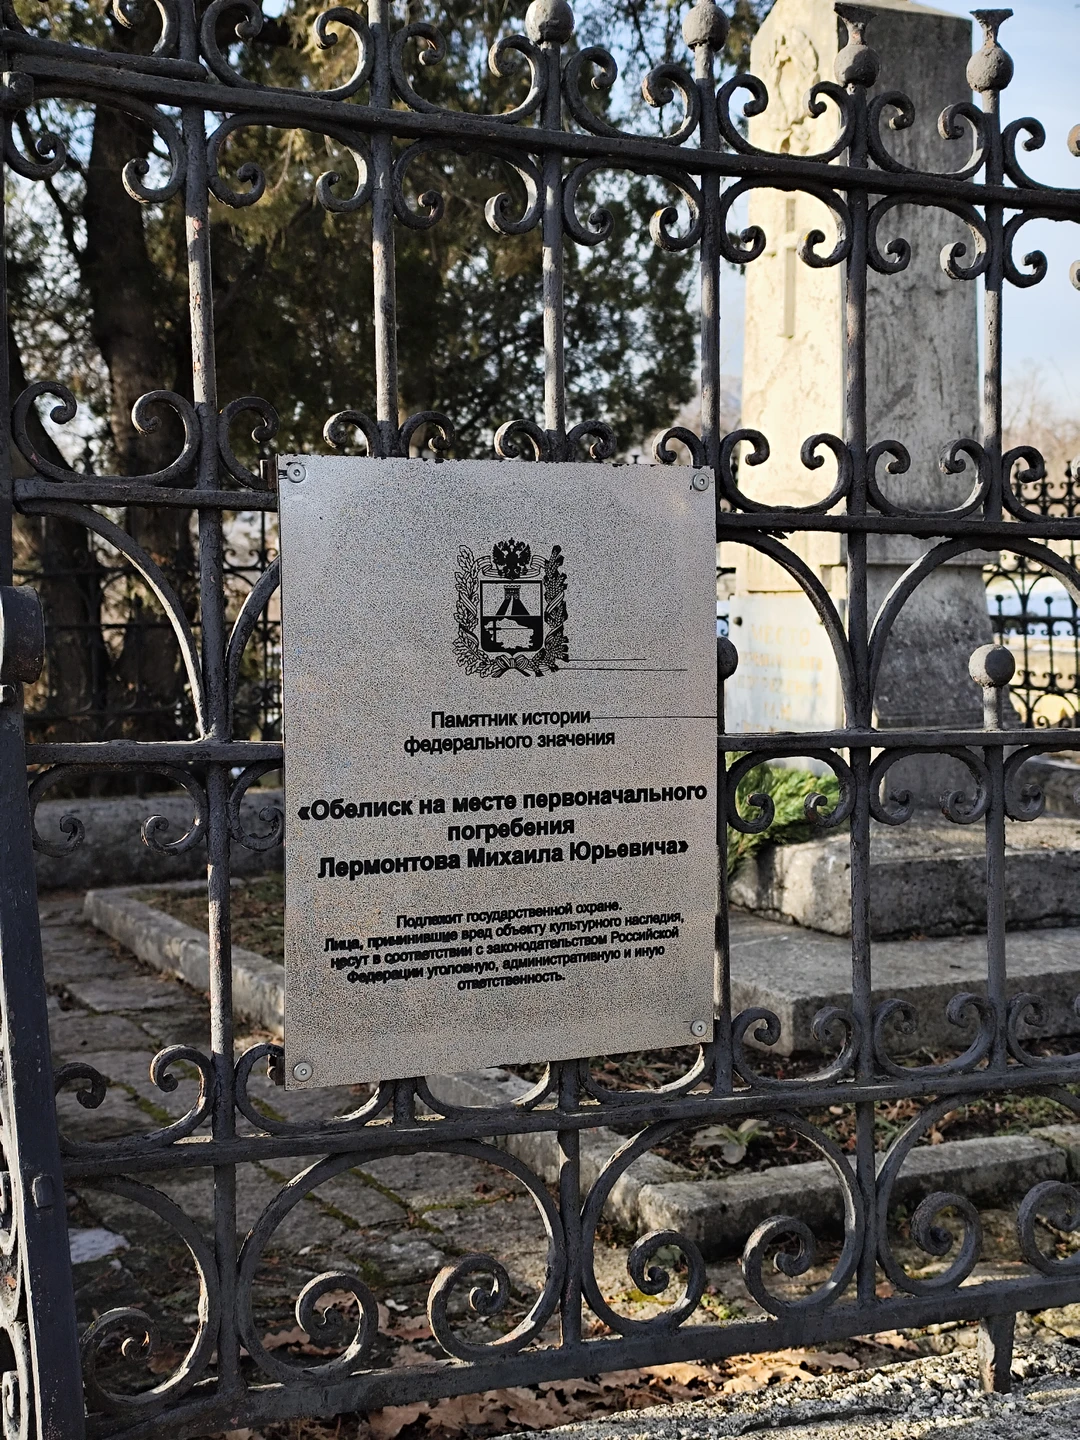 Памятник истории
федерального значения
«Обелиск на месте первоначального
погребения
Лермонтова Михаила Юрьевича»
Подлежит государственной охране.
Лица, причинившие вред объекту культурного наследия,
несут в соответствии с законодательством Российской
Федерации уголовную, административную и иную
ответственность.
МЕСТО